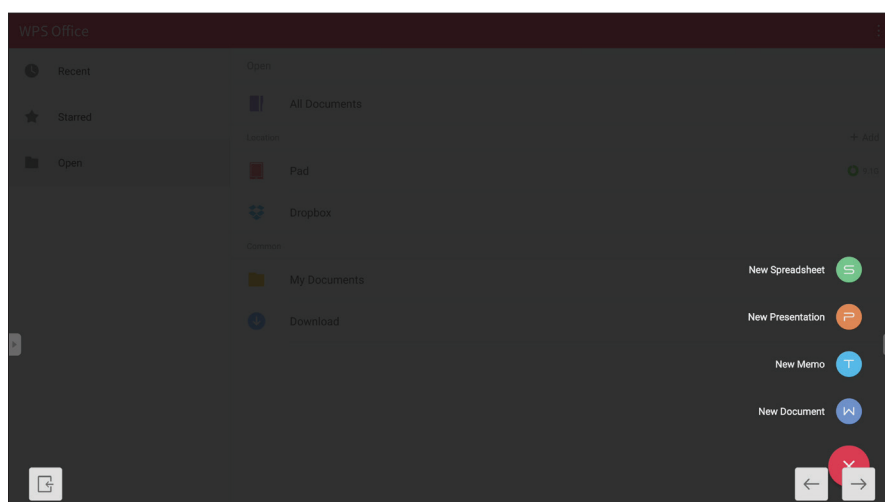 WPS Office
Recent
Starred
Open
Open
All Documents
Location
+ Add
Pad
Dropbox
Common
My Documents
Download
New Spreadsheet
New Presentation
New Memo
New Document